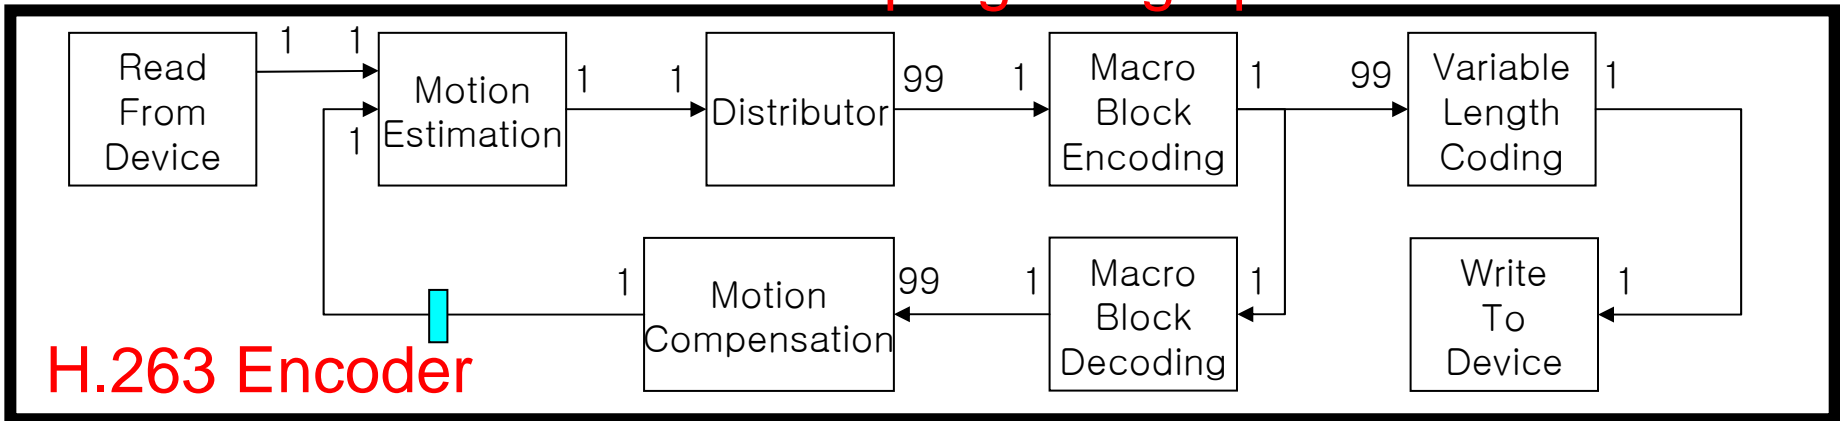 1 1
Read
From
Device
1
Motion
Estimation
1 1
Distributor
99 1
Macro
Block
Encoding
1 99
Variable
Length
Coding
1
1
Motion
Compensation
99 1
Macro
Block
Decoding
1
Write
To
Device
1
H.263 Encoder